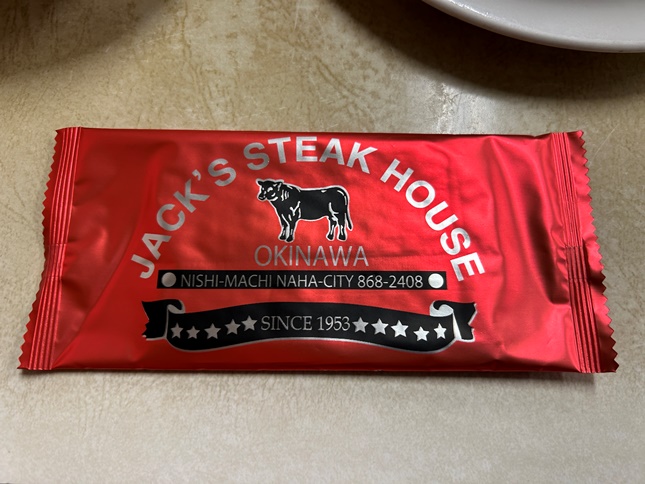 JACK'S STEAK HOUSE
OKINAWA
NISHI-MACHI NAHA-CITY 868-2408
SINCE 1953